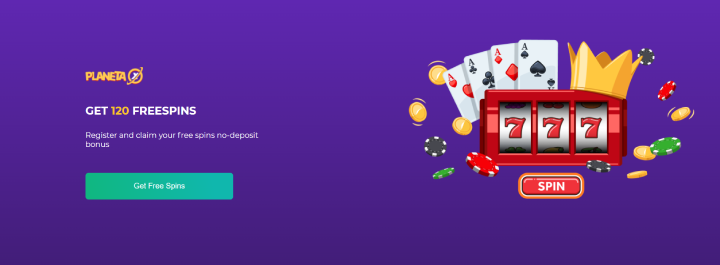 PLANETA
GET 120 FREESPINS
Register and claim your free spins no-deposit
bonus
Get Free Spins
A A A A
7 7 7
SPIN